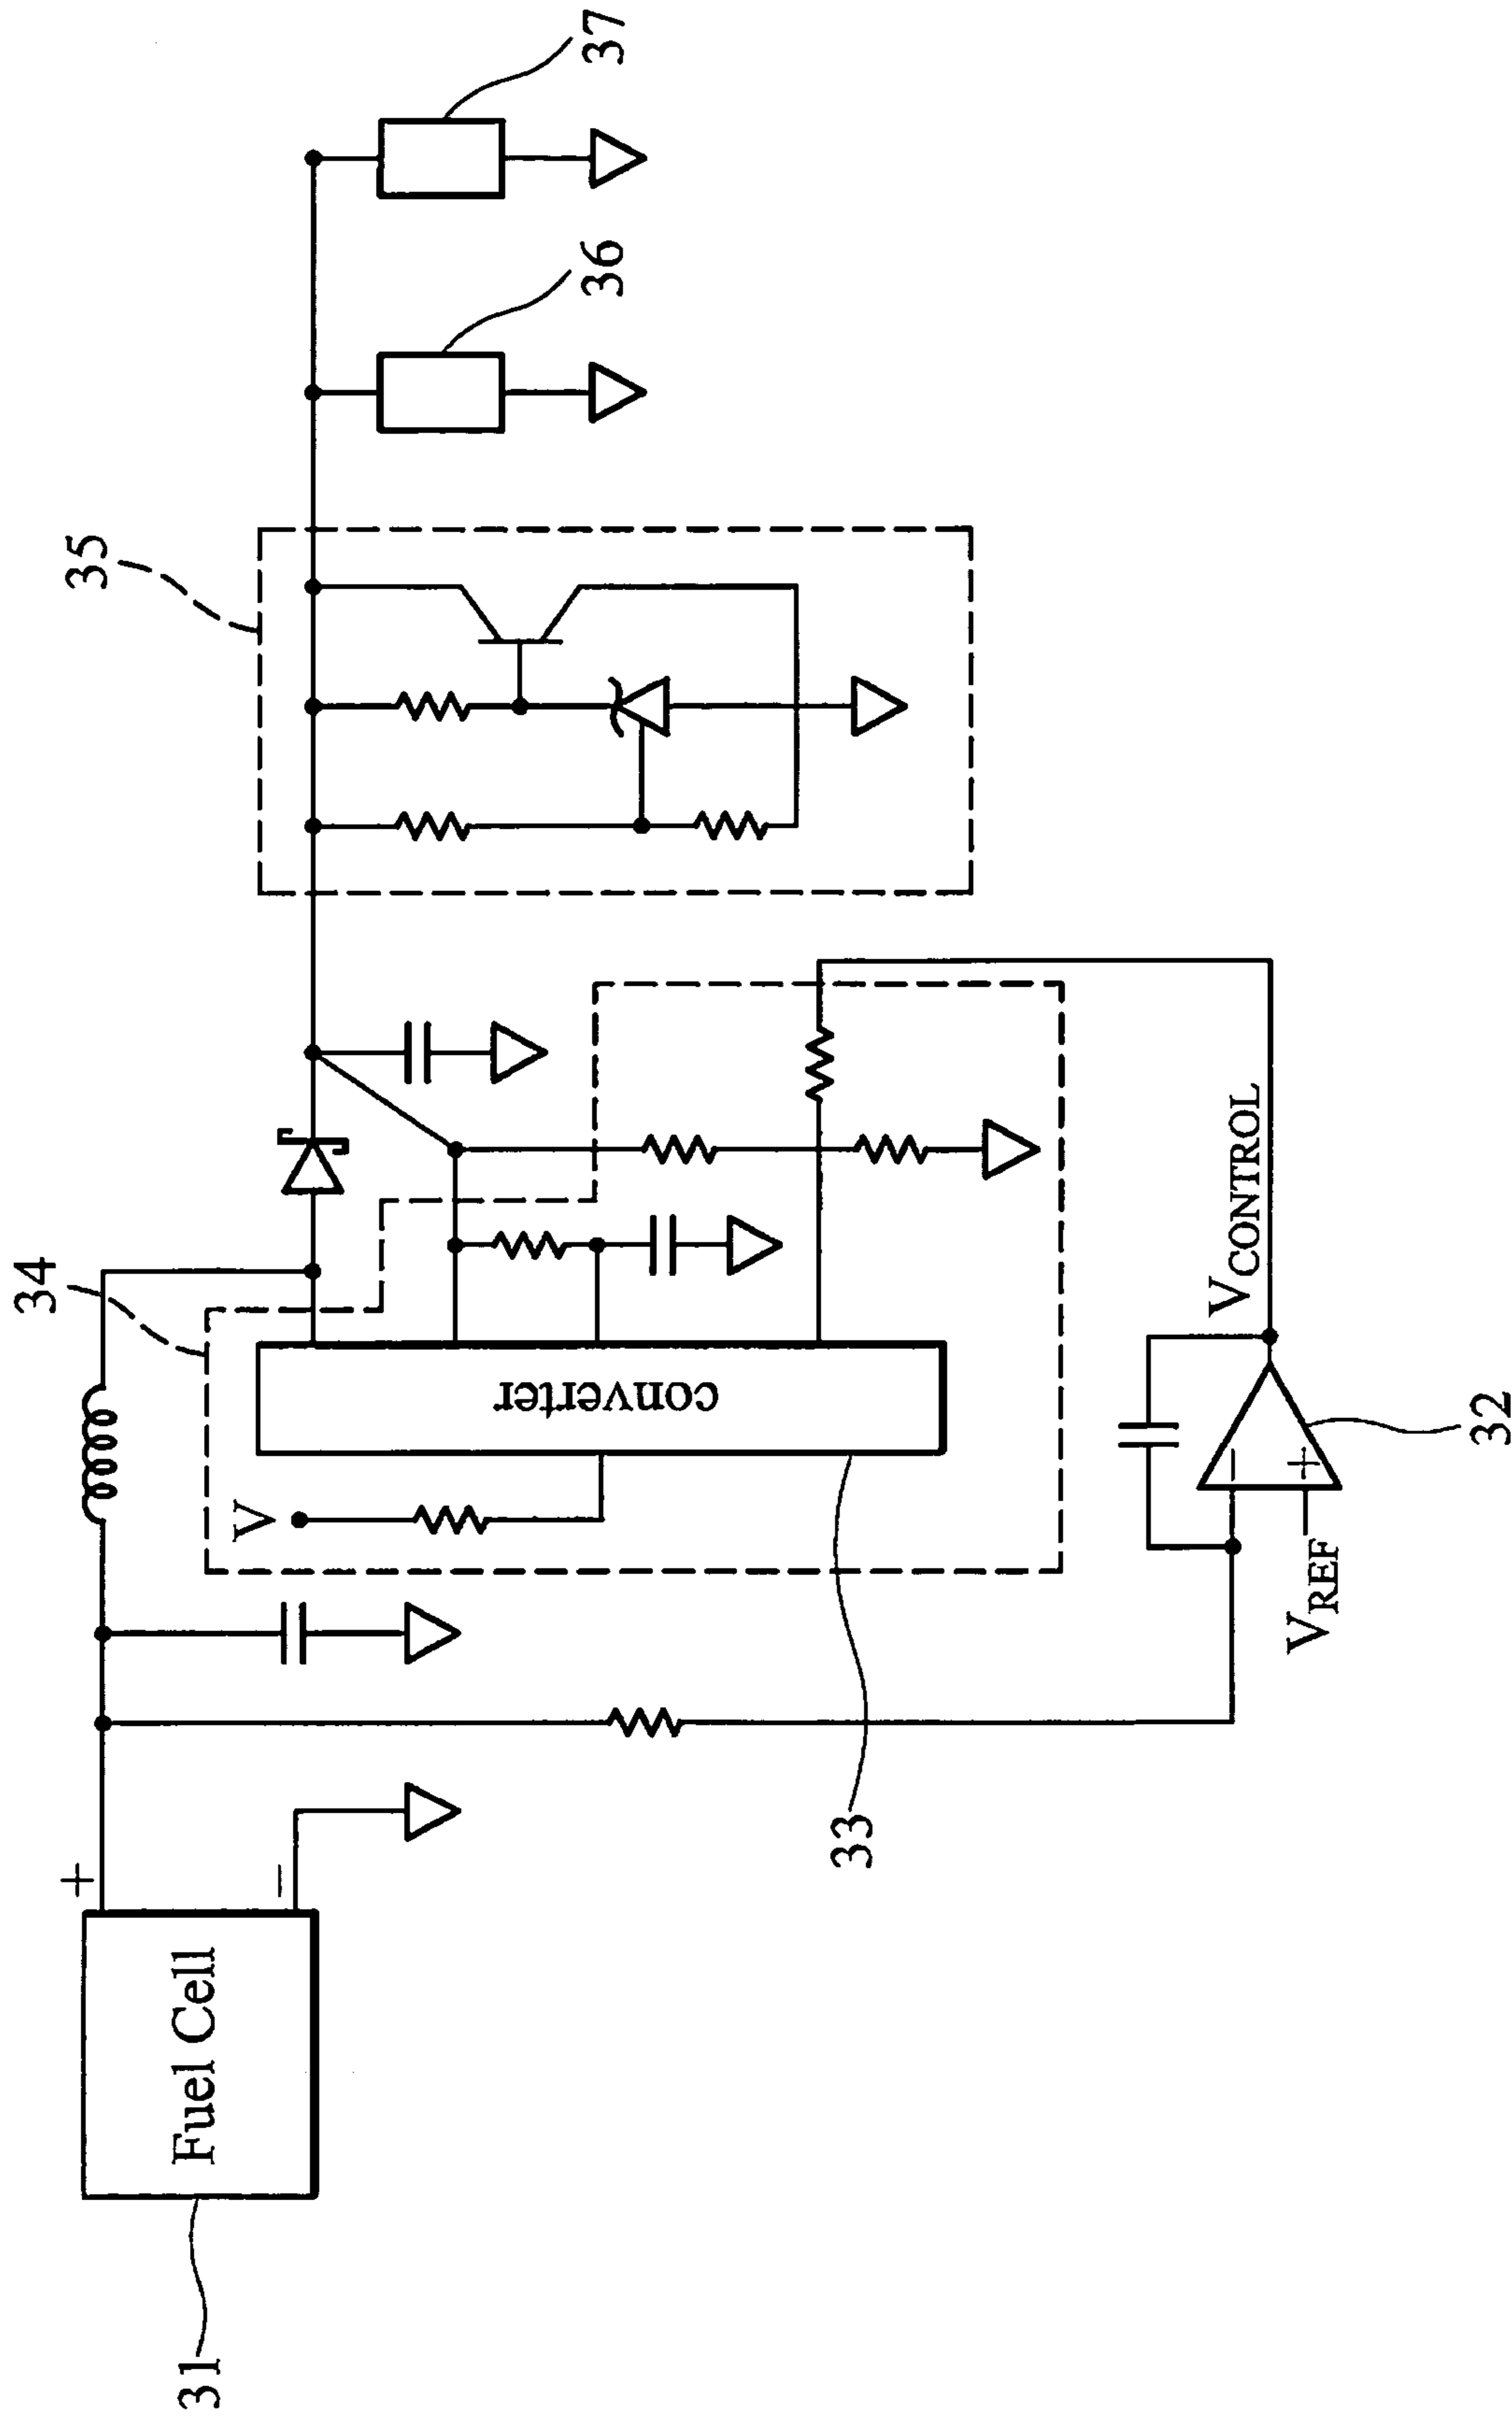 31
Fuel Cell
+
−
33
34
V
converter
V_REF
−
+
32
V_CONTROL
35
36
37